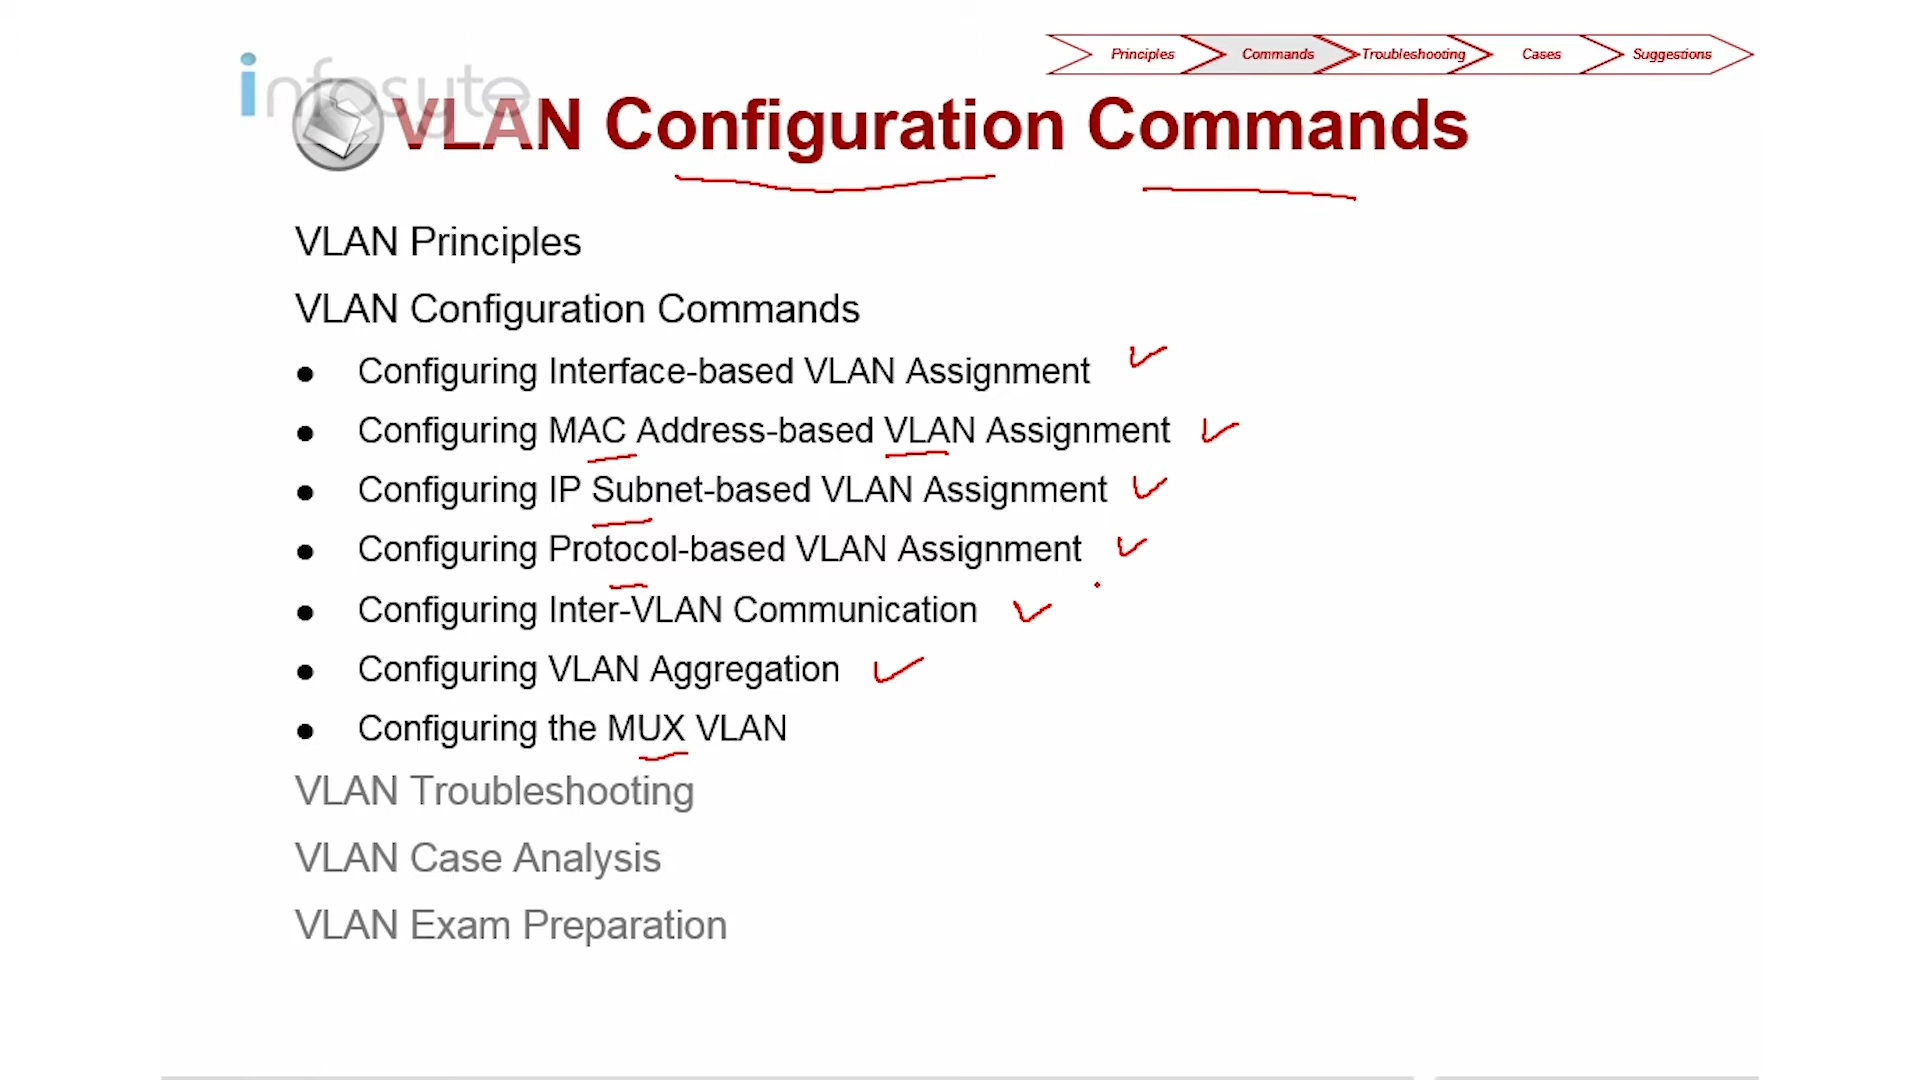 Principles
Commands
Troubleshooting
Cases
Suggestions
infosyte
VLAN Configuration Commands
VLAN Principles
VLAN Configuration Commands
● Configuring Interface-based VLAN Assignment
● Configuring MAC Address-based VLAN Assignment
● Configuring IP Subnet-based VLAN Assignment
● Configuring Protocol-based VLAN Assignment
● Configuring Inter-VLAN Communication
● Configuring VLAN Aggregation
● Configuring the MUX VLAN
VLAN Troubleshooting
VLAN Case Analysis
VLAN Exam Preparation